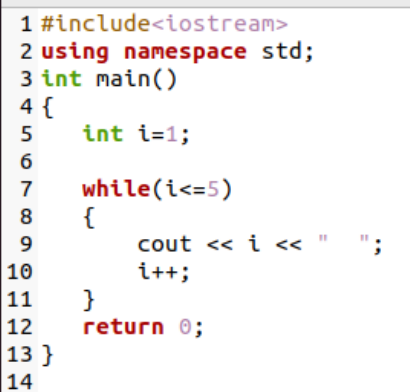 1 #include<iostream>
2 using namespace std;
3 int main()
4 {
5     int i=1;
6
7     while(i<=5)
8     {
9         cout << i << "  ";
10         i++;
11     }
12     return 0;
13 }
14